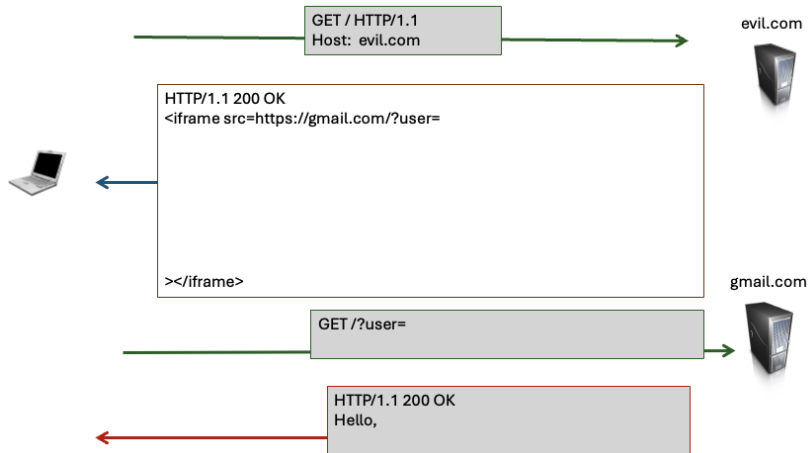 GET / HTTP/1.1
Host: evil.com
evil.com
HTTP/1.1 200 OK
<iframe src=https://gmail.com/?user=
></iframe>
gmail.com
GET /?user=
HTTP/1.1 200 OK
Hello,